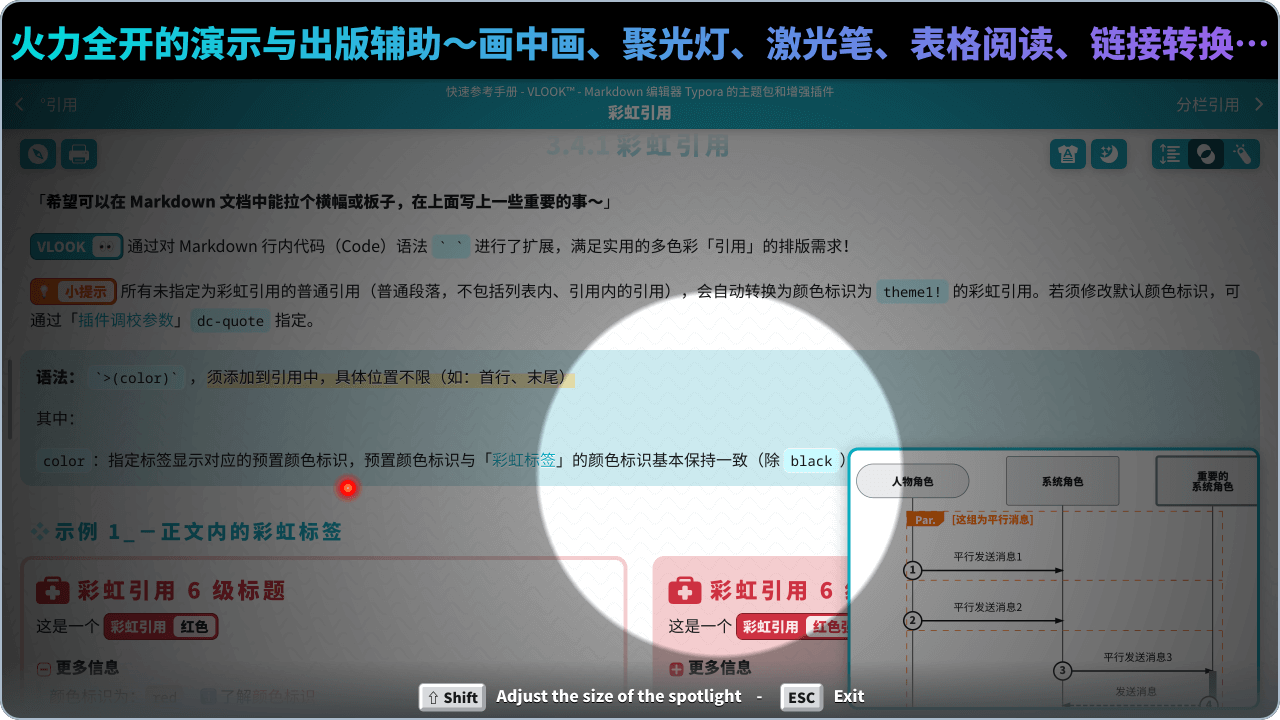 火力全开的演示与出版辅助～画中画、聚光灯、激光笔、表格阅读、链接转换…
°引用
快速参考手册 - VLOOK™ - Markdown 编辑器 Typora 的主题包和增强插件
彩虹引用
分栏引用
3.4.1 彩虹引用
「希望可以在 Markdown 文档中能拉个横幅或板子，在上面写上一些重要的事～」
VLOOK 通过对 Markdown 行内代码（Code）语法 ` ` 进行了扩展，满足实用的多色彩「引用」的排版需求！
小提示 所有未指定为彩虹引用的普通引用（普通段落，不包括列表内、引用内的引用），会自动转换为颜色标识为 theme1! 的彩虹引用。若须修改默认颜色标识，可
通过「插件调校参数」 dc-quote 指定。
语法： `>(color)` ，须添加到引用中，具体位置不限（如：首行、末尾）
其中：
color ：指定标签显示对应的预置颜色标识，预置颜色标识与「彩虹标签」的颜色标识基本保持一致（除 black ）
示例 1_－正文内的彩虹标签
彩虹引用 6 级标题
这是一个 彩虹引用 红色
更多信息
颜色标识为： red 了解颜色标识
彩虹引用 6
这是一个 彩虹引用 红色
更多信息
人物角色
系统角色
重要的
系统角色
Par. [这组为平行消息]
平行发送消息1
1
平行发送消息2
2
平行发送消息3
3
发送消息
4
⇧ Shift Adjust the size of the spotlight - ESC Exit